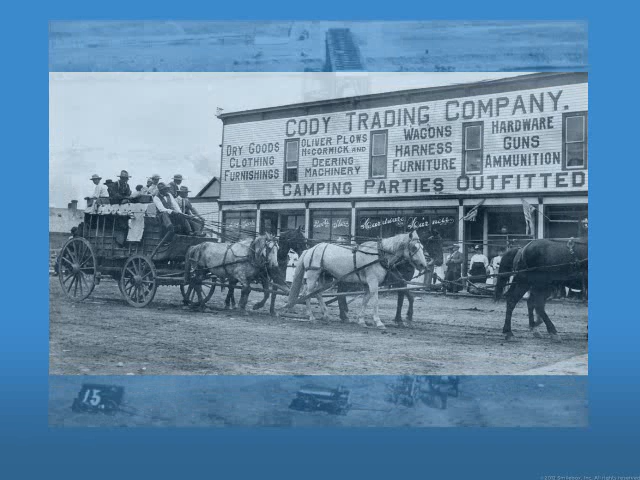 CODY TRADING COMPANY.
DRY GOODS
CLOTHING
FURNISHINGS
OLIVER PLOWS
McCORMICK AND
DEERING
MACHINERY
WAGONS
HARNESS
FURNITURE
HARDWARE
GUNS
AMMUNITION
CAMPING PARTIES OUTFITTED
15.